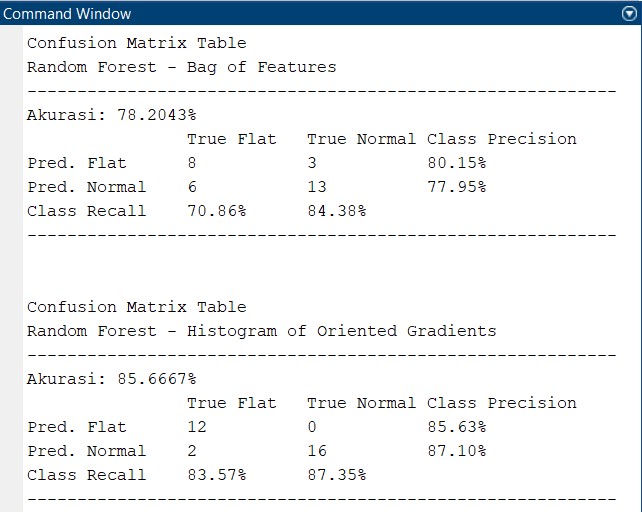 Command Window
Confusion Matrix Table
Random Forest - Bag of Features
-----------------------------------------------------------
Akurasi: 78.2043%
True Flat True Normal Class Precision
Pred. Flat 8 3 80.15%
Pred. Normal 6 13 77.95%
Class Recall 70.86% 84.38%
-----------------------------------------------------------
Confusion Matrix Table
Random Forest - Histogram of Oriented Gradients
-----------------------------------------------------------
Akurasi: 85.6667%
True Flat True Normal Class Precision
Pred. Flat 12 0 85.63%
Pred. Normal 2 16 87.10%
Class Recall 83.57% 87.35%
-----------------------------------------------------------